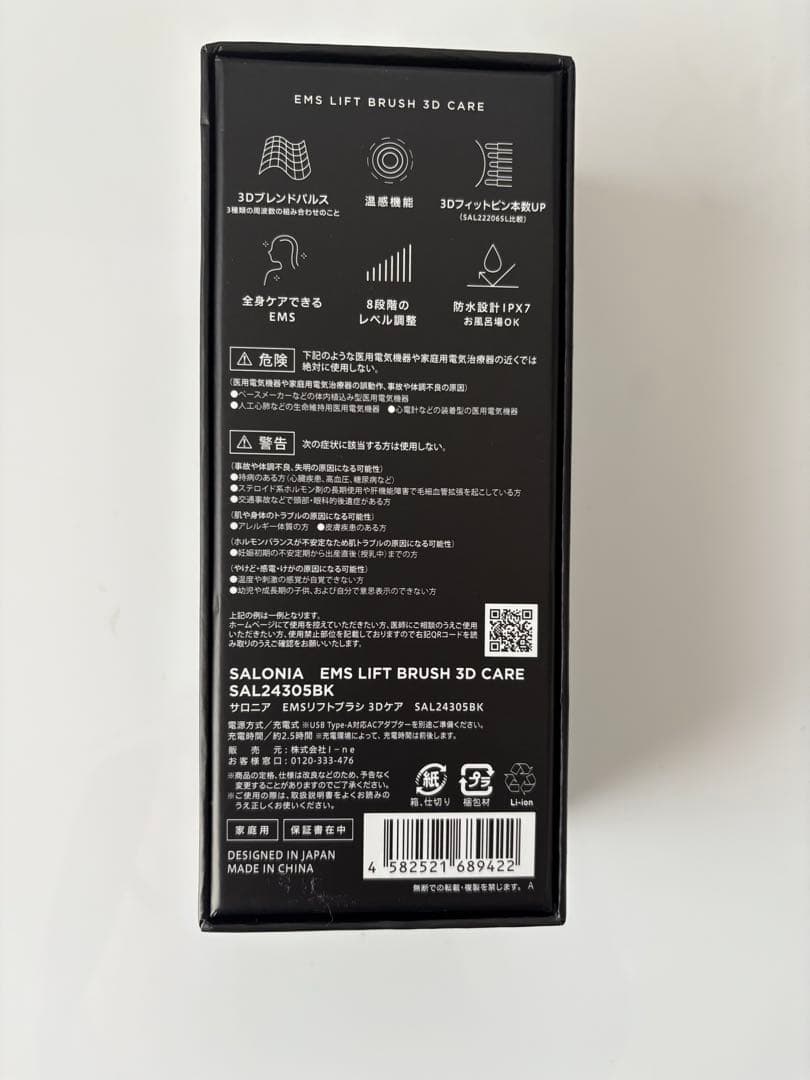 EMS LIFT BRUSH 3D CARE
3Dブレンドパルス
3種類の周波数の組み合わせのこと
温感機能
3Dフィットピン本数UP
(SAL22206SL比較)
全身ケアできる
EMS
8段階の
レベル調整
防水設計IPX7
お風呂場OK
⚠危険 下記のような医用電気機器や家庭用電気治療器の近くでは
絶対に使用しない。
(医用電気機器や家庭用電気治療器の誤動作、事故や体調不良の原因)
●ペースメーカーなどの体内植込み型医用電気機器
●人工心肺などの生命維持用医用電気機器 ●心電計などの装着型の医用電気機器
⚠警告 次の症状に該当する方は使用しない。
(事故や体調不良、失明の原因になる可能性)
●持病のある方(心臓疾患、高血圧、糖尿病など)
●ステロイド系ホルモン剤の長期使用や肝機能障害で毛細血管拡張を起こしている方
●交通事故などで頭部・眼科的後遺症がある方
(肌や身体のトラブルの原因になる可能性)
●アレルギー体質の方 ●皮膚疾患のある方
(ホルモンバランスが不安定なため肌トラブルの原因になる可能性)
●妊娠初期の不安定期から出産直後(授乳中)までの方
(やけど・感電・けがの原因になる可能性)
●温度や刺激の感覚が自覚できない方
●幼児や成長期の子供、および自分で意思表示のできない方
上記の例は一例となります。
ホームページにて使用を控えていただきたい方、医師にご相談のうえご使用
いただきたい方、使用禁止部位を記載しておりますので右記QRコードを読
み取りのうえご確認をお願いいたします。
SALONIA EMS LIFT BRUSH 3D CARE
SAL24305BK
サロニア EMSリフトブラシ 3Dケア SAL24305BK
電源方式/充電式 ※USB Type-A対応ACアダプターを別途ご準備ください。
充電時間/約2.5時間 ※充電環境によって、充電時間は前後します。
販売元:株式会社I-ne
お客様窓口:0120-333-476
※商品の定格、仕様は改良などのため、予告なく
変更することがありますのでご了承ください。
※ご使用の際は、取扱説明書をよくお読みの
うえ正しくお使いください。
紙
箱、仕切り
プラ
梱包材
Li-ion
家庭用 保証書在中
DESIGNED IN JAPAN
MADE IN CHINA
4 582521 689422
無断での転載・複製を禁じます。 A